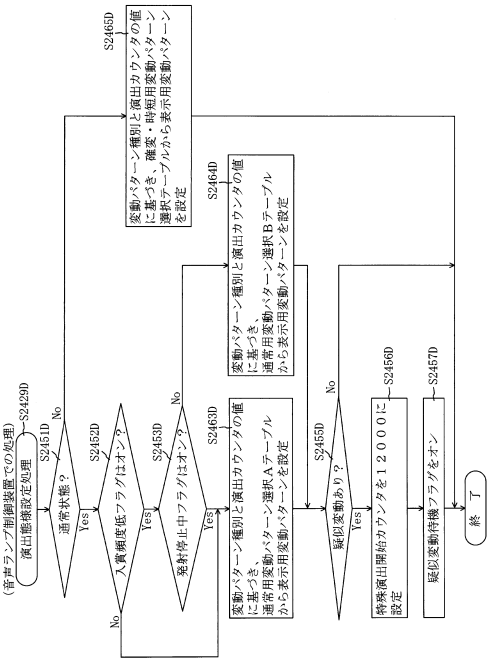 (音声ランプ制御装置での処理)
演出態様設定処理
S2429D
通常状態?
S2451D
No
Yes
入賞頻度低フラグはオン?
S2452D
No
Yes
発射停止中フラグはオン?
S2453D
No
Yes
変動パターン種別と演出カウンタの値
に基づき、
通常用変動パターン選択Aテーブル
から表示用変動パターンを設定
S2463D
変動パターン種別と演出カウンタの値
に基づき、
通常用変動パターン選択Bテーブル
から表示用変動パターンを設定
S2464D
変動パターン種別と演出カウンタの値
に基づき、確変・時短用変動パターン
選択テーブルから表示用変動パターン
を設定
S2465D
疑似変動あり?
S2455D
No
Yes
特殊演出開始カウンタを12000に
設定
S2456D
疑似変動待機フラグをオン
S2457D
終了